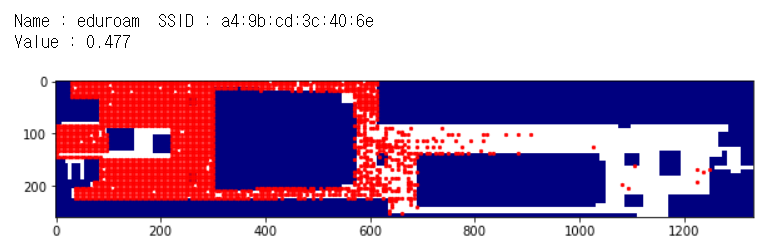 Name : eduroam  SSID : a4:9b:cd:3c:40:6e
Value : 0.477
0
100
200
0 200 400 600 800 1000 1200